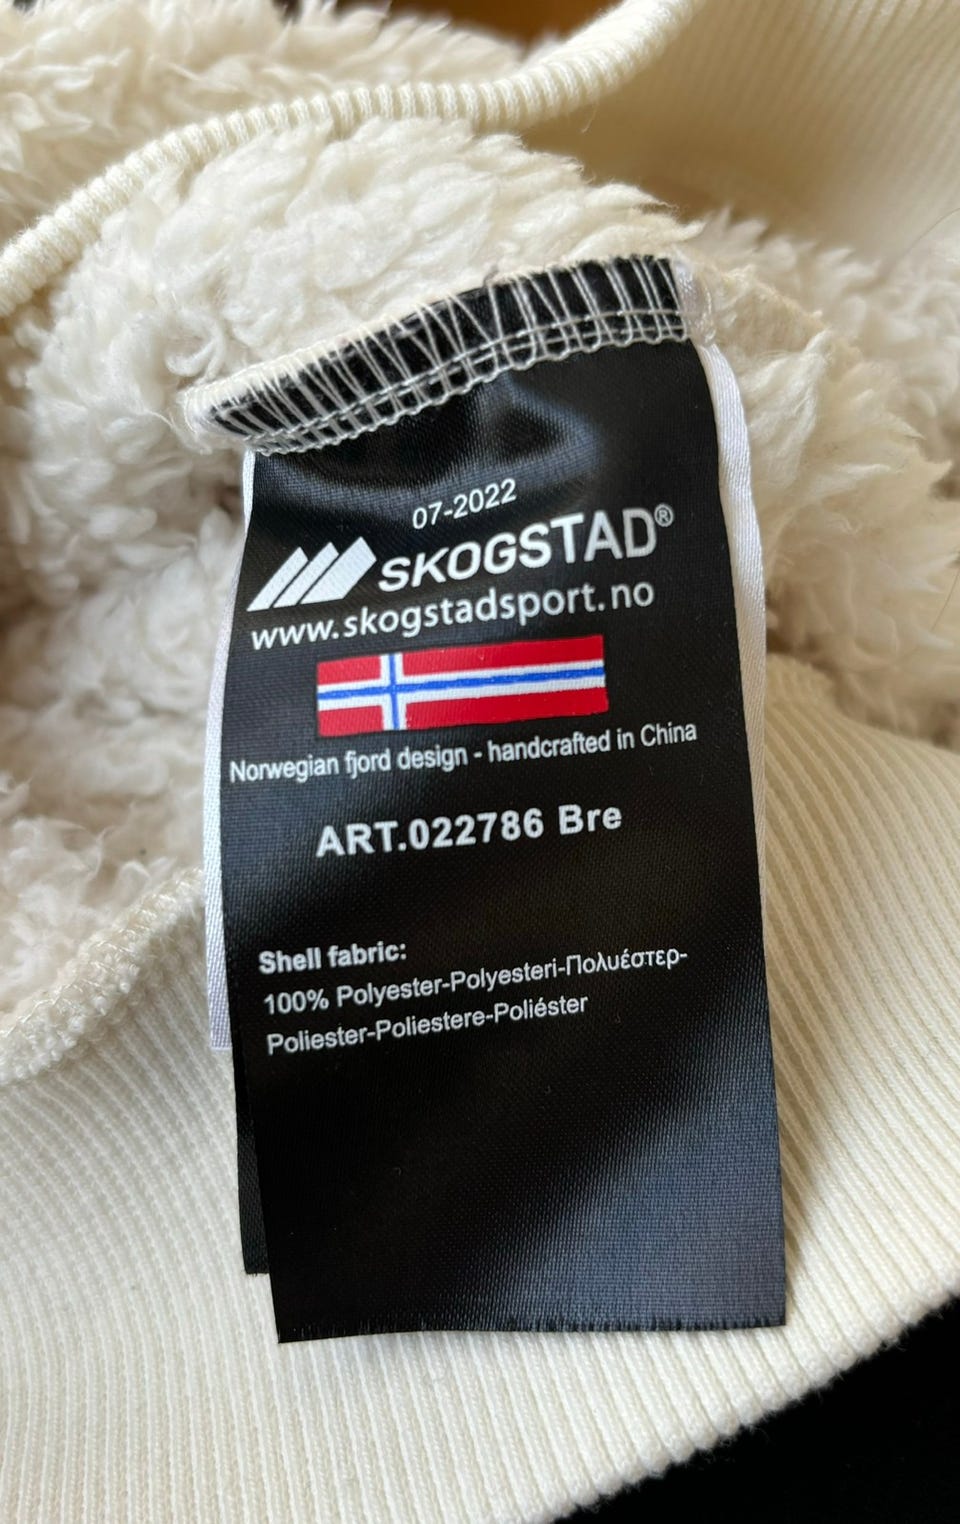 07-2022
SKOGSTAD®
www.skogstadsport.no
Norwegian fjord design - handcrafted in China
ART.022786 Bre
Shell fabric:
100% Polyester-Polyesteri-Πολυέστερ-
Poliester-Poliestere-Poliéster